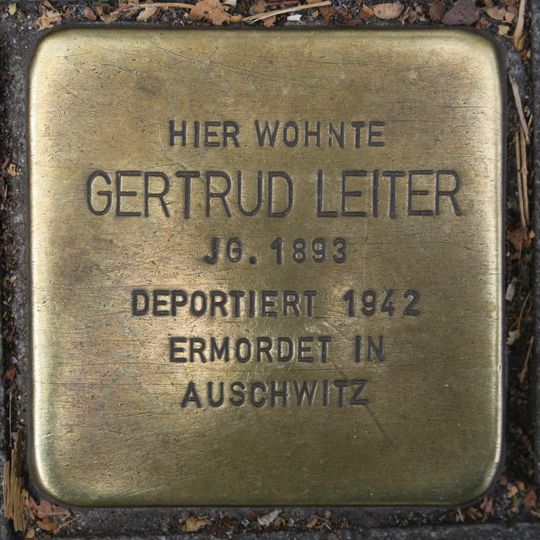 HIER WOHNTE
GERTRUD LEITER
JG. 1893
DEPORTIERT 1942
ERMORDET IN
AUSCHWITZ